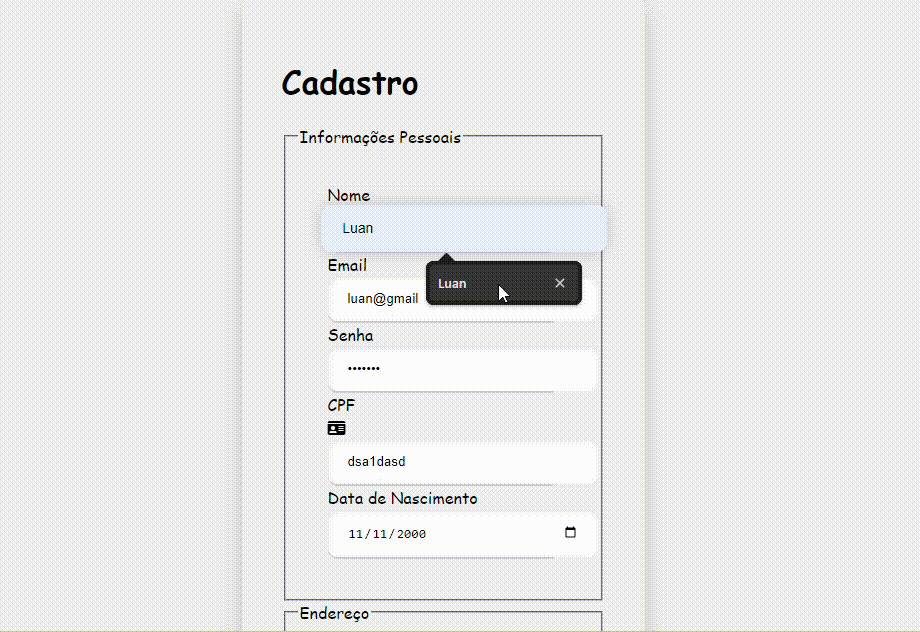 Cadastro
Informações Pessoais
Nome
Luan
Luan
Email
luan@gmail
Senha
•••••••
CPF
dsa1dasd
Data de Nascimento
11/11/2000
Endereço